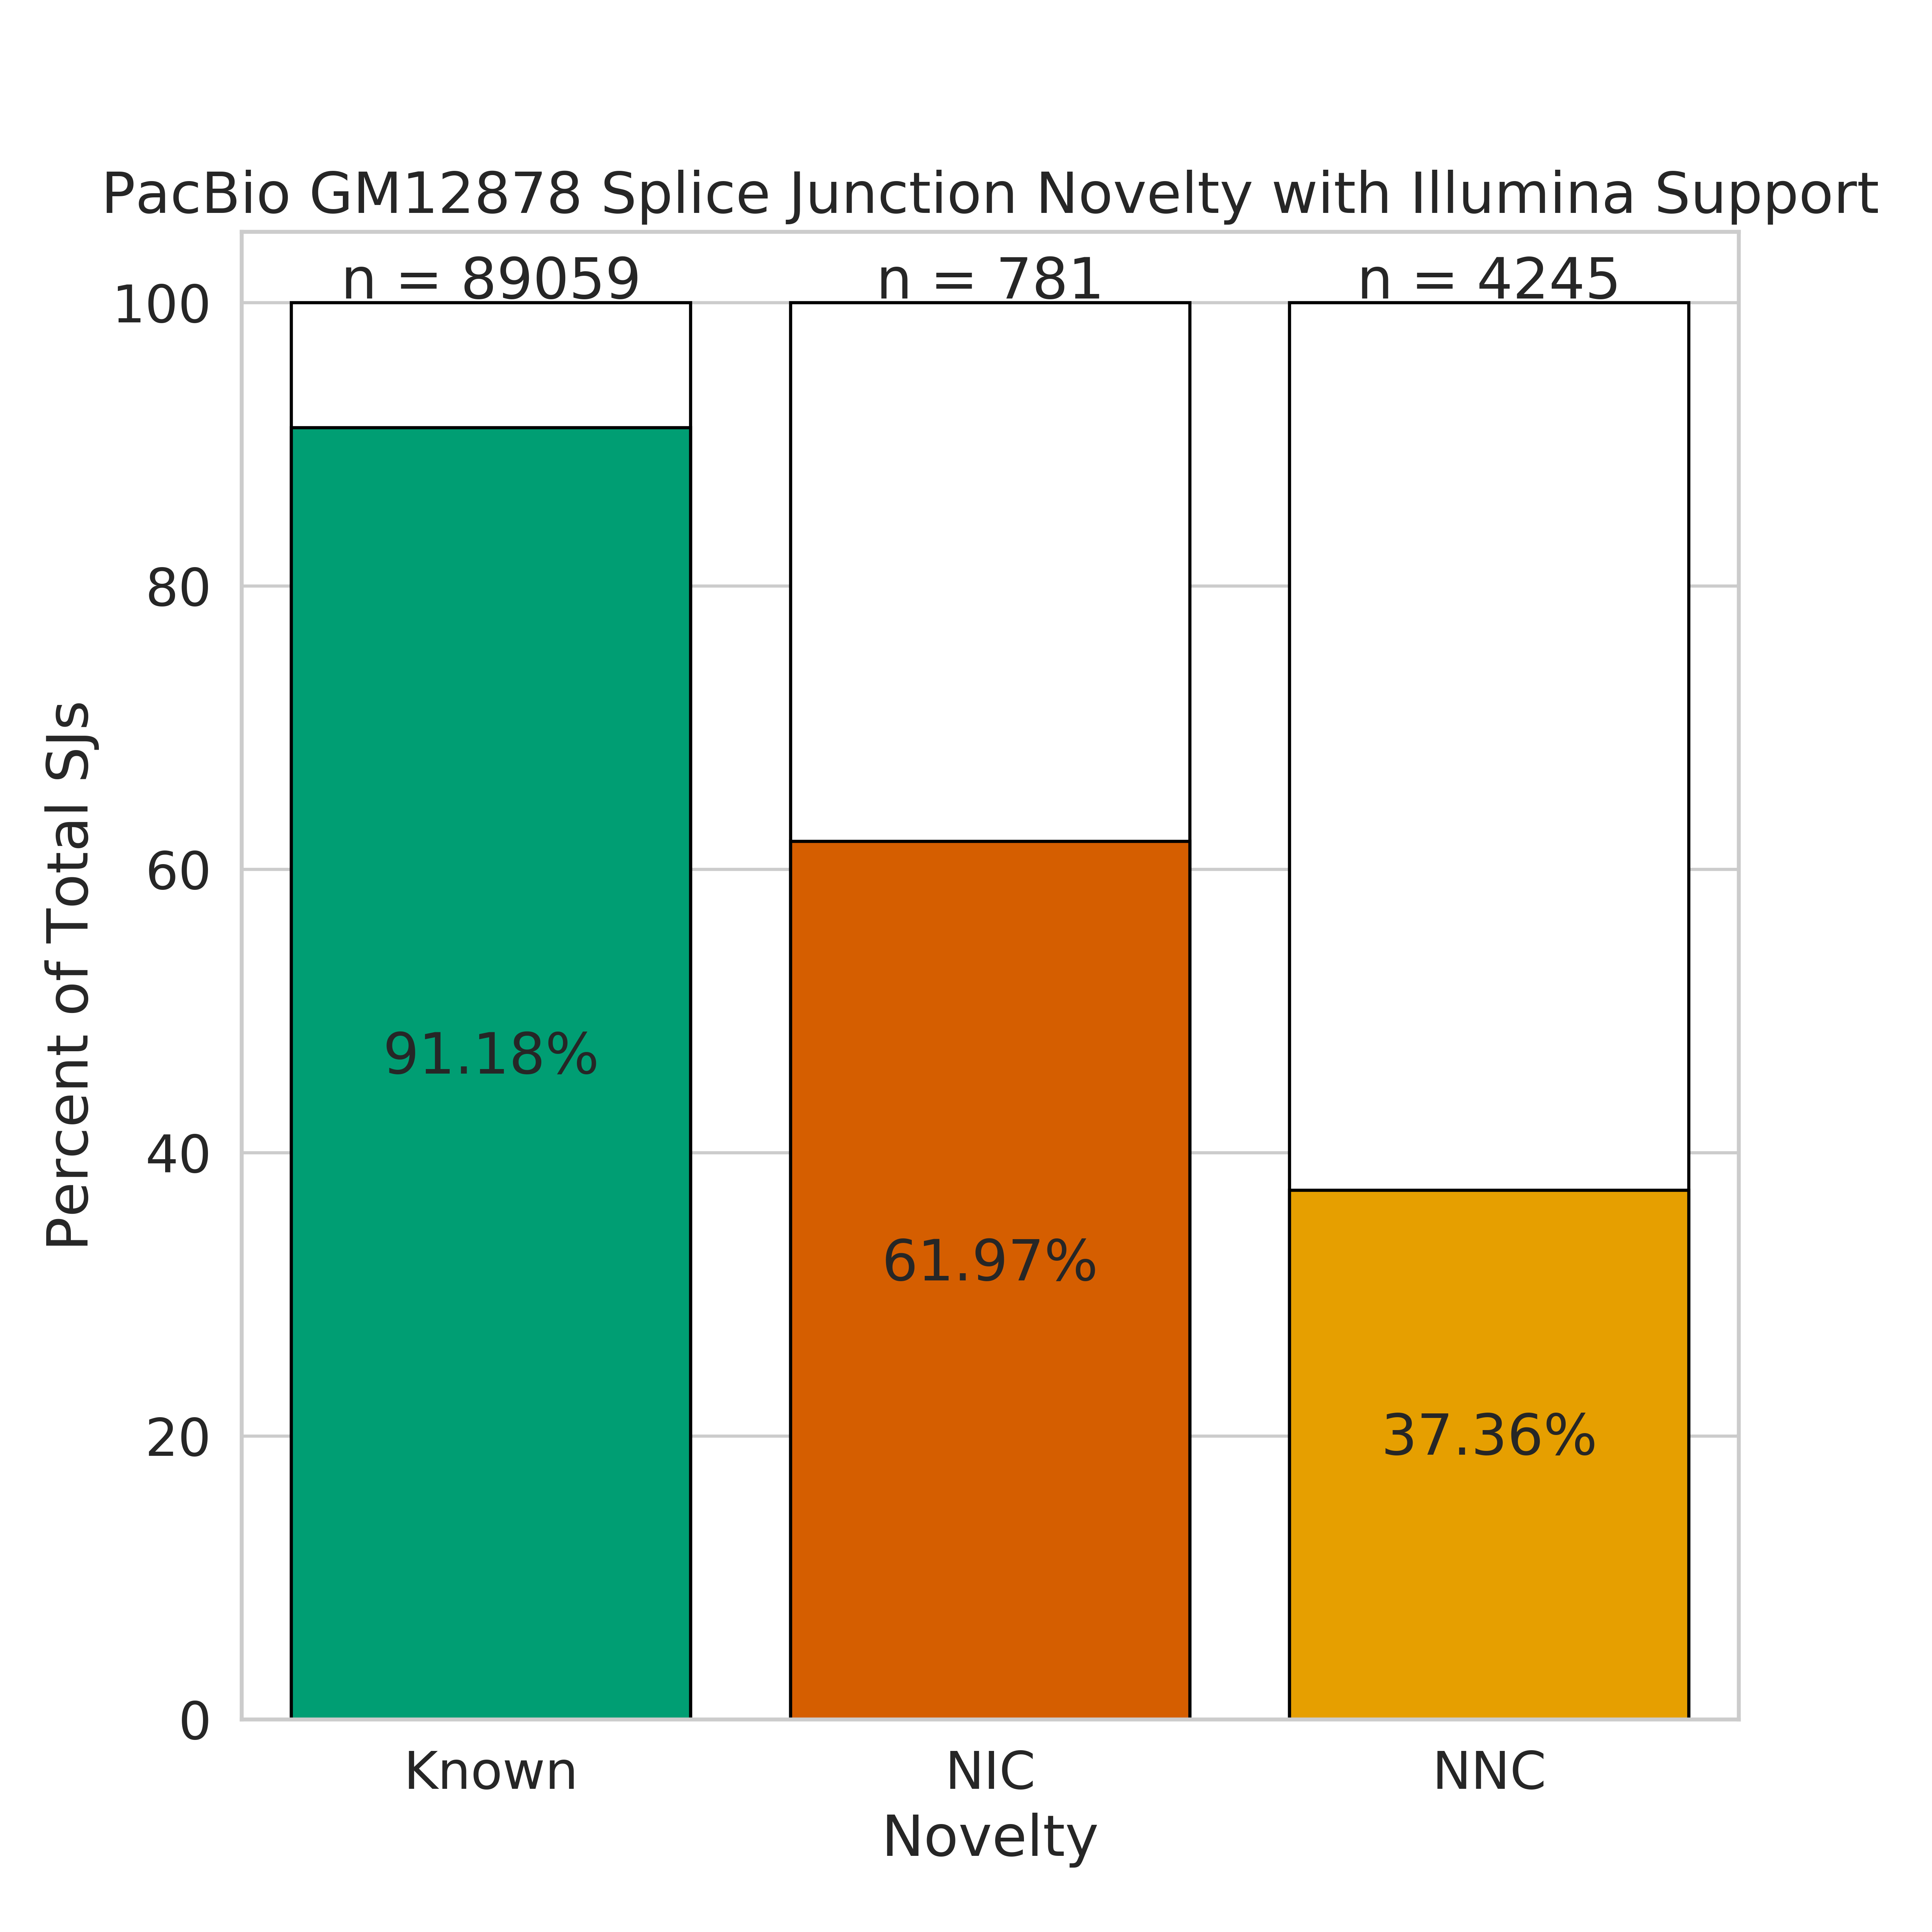 PacBio GM12878 Splice Junction Novelty with Illumina Support
n = 89059
n = 781
n = 4245
100
80
60
40
20
0
Percent of Total SJs
91.18%
61.97%
37.36%
Known
NIC
NNC
Novelty